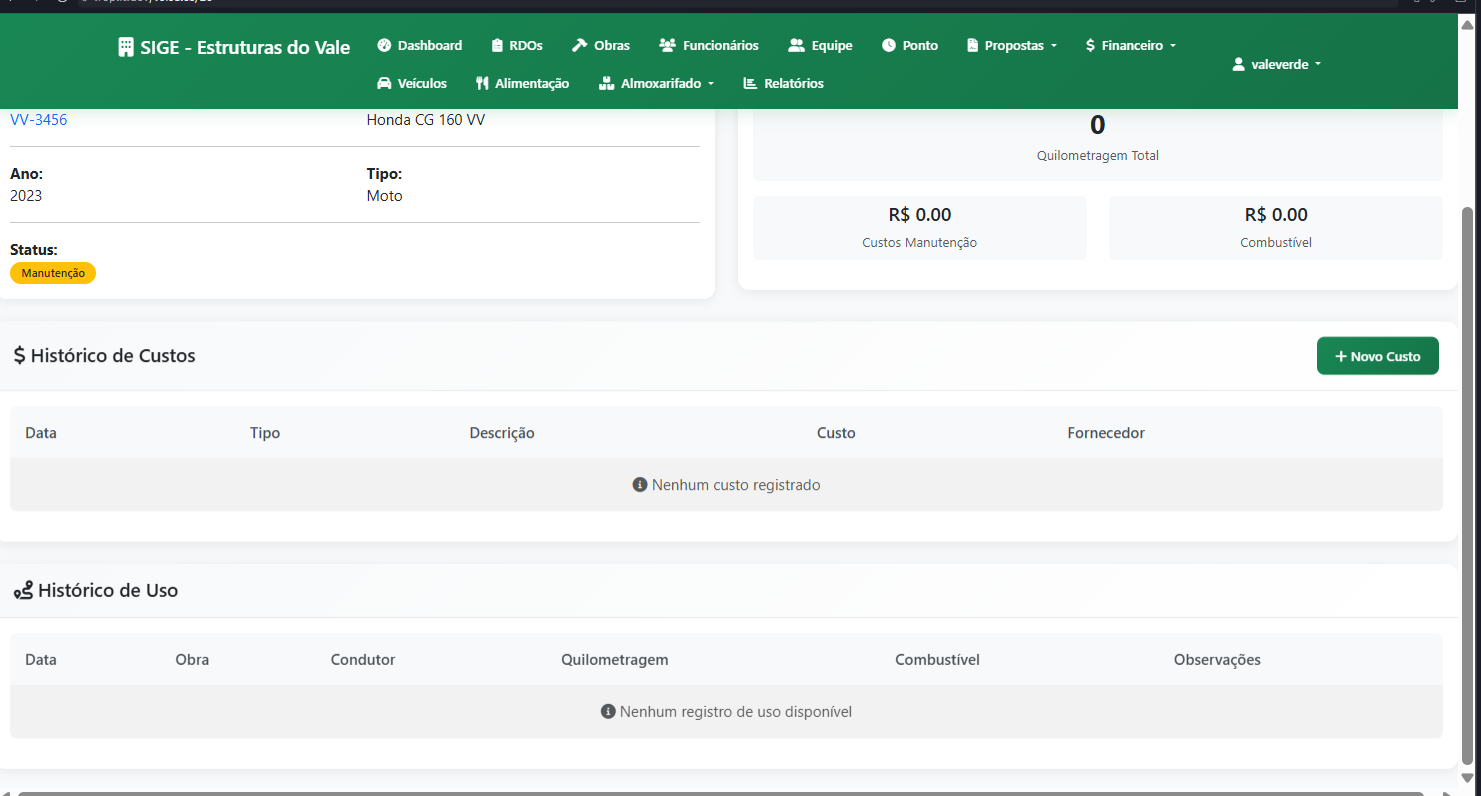 SIGE - Estruturas do Vale
Dashboard RDOs Obras Funcionários Equipe Ponto Propostas $ Financeiro
Veículos Alimentação Almoxarifado Relatórios
valeverde
VV-3456 Honda CG 160 VV
Ano: Tipo:
2023 Moto
Status:
Manutenção
0
Quilometragem Total
R$ 0.00 R$ 0.00
Custos Manutenção Combustível
$ Histórico de Custos
+ Novo Custo
Data Tipo Descrição Custo Fornecedor
Nenhum custo registrado
Histórico de Uso
Data Obra Condutor Quilometragem Combustível Observações
Nenhum registro de uso disponível